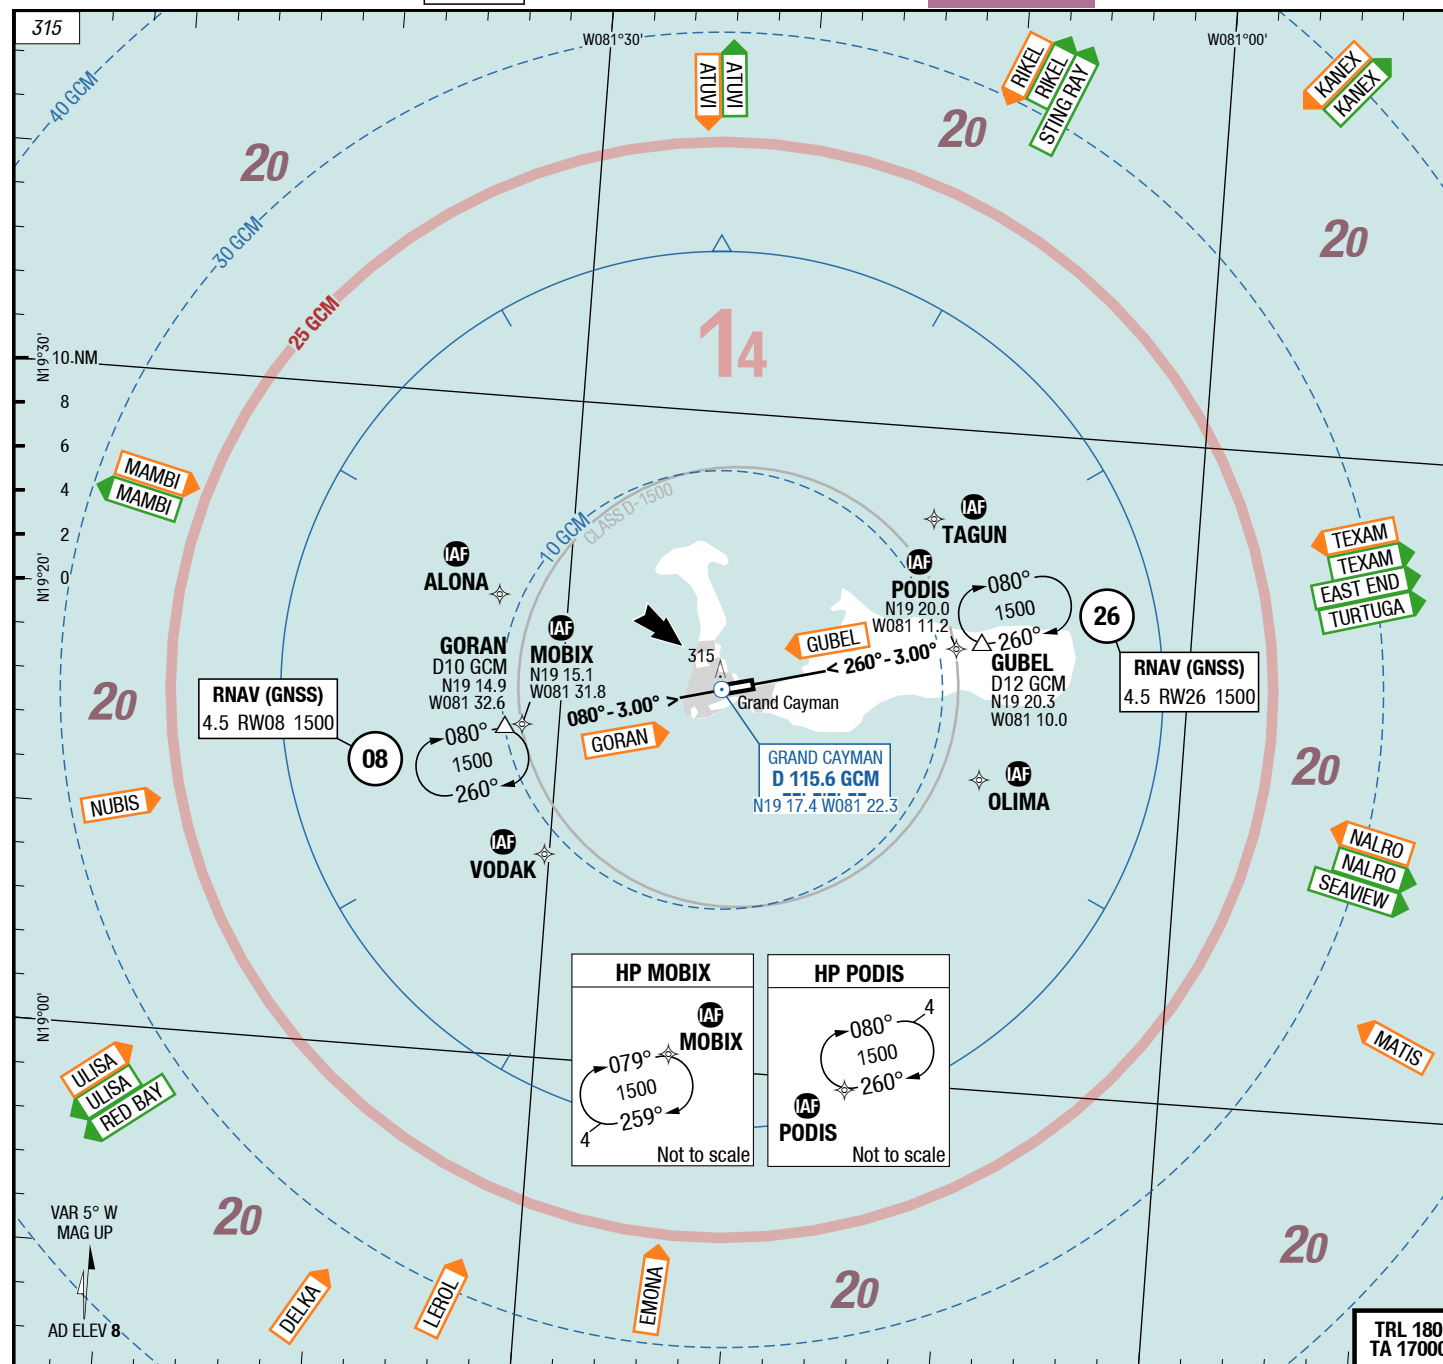 315
W081°30'
W081°00'
40 GCM
ATUVI
ATUVI
RIKEL
RIKEL
STING RAY
KANEX
KANEX
20
20
20
30 GCM
25 GCM
14
N19°30'
10 NM
8
6
4
2
0
N19°20'
MAMBI
MAMBI
CLASS D-1500
10 GCM
IAF
TAGUN
IAF
ALONA
IAF
PODIS
N19 20.0
W081 11.2
080°
1500
260°
26
TEXAM
TEXAM
EAST END
TURTUGA
GORAN
D10 GCM
N19 14.9
W081 32.6
IAF
MOBIX
N19 15.1
W081 31.8
315
GUBEL
< 260°- 3.00°
GUBEL
D12 GCM
N19 20.3
W081 10.0
RNAV (GNSS)
4.5 RW26 1500
20
RNAV (GNSS)
4.5 RW08 1500
080°- 3.00° >
Grand Cayman
GORAN
08
080°
1500
260°
GRAND CAYMAN
D 115.6 GCM
N19 17.4 W081 22.3
IAF
OLIMA
20
NUBIS
IAF
VODAK
NALRO
NALRO
SEAVIEW
HP MOBIX
IAF
MOBIX
079°
1500
259°
4
Not to scale
HP PODIS
4
080°
1500
260°
IAF
PODIS
Not to scale
N19°00'
MATIS
ULISA
ULISA
RED BAY
20
20
20
VAR 5° W
MAG UP
AD ELEV 8
DELKA
LEROL
EMONA
TRL 180
TA 17000